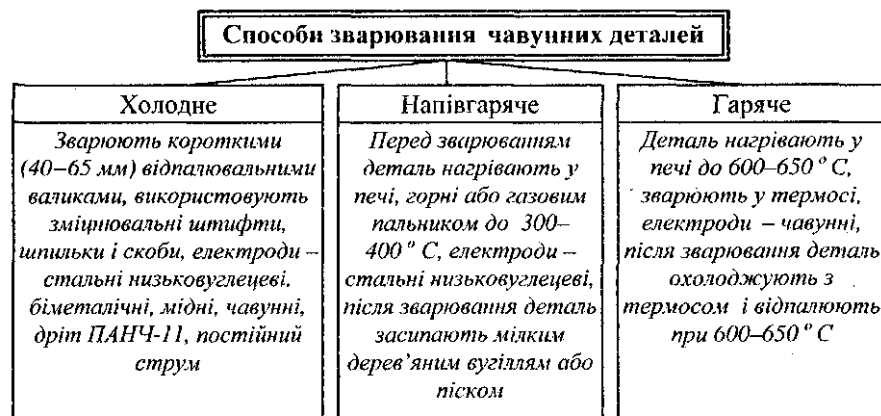 Способи зварювання чавунних деталей
Холодне
Зварюють короткими
(40–65 мм) відпалювальними
валиками, використовують
зміцнювальні штифти,
шпильки і скоби, електроди –
стальні низьковуглецеві.
біметалічні, мідні, чавунні,
дріт ПАНЧ-11, постійний
струм
Напівгаряче
Перед зварюванням
деталь нагрівають у
печі, горні або газовим
пальником до 300–
400 ° С, електроди –
стальні низьковуглецеві,
після зварювання деталь
засипають мілким
дерев’яним вугіллям або
піском
Гаряче
Деталь нагрівають у
печі до 600–650 ° С,
зварюють у термосі,
електроди – чавунні,
після зварювання деталь
охолоджують з
термосом і відпалюють
при 600–650 ° С